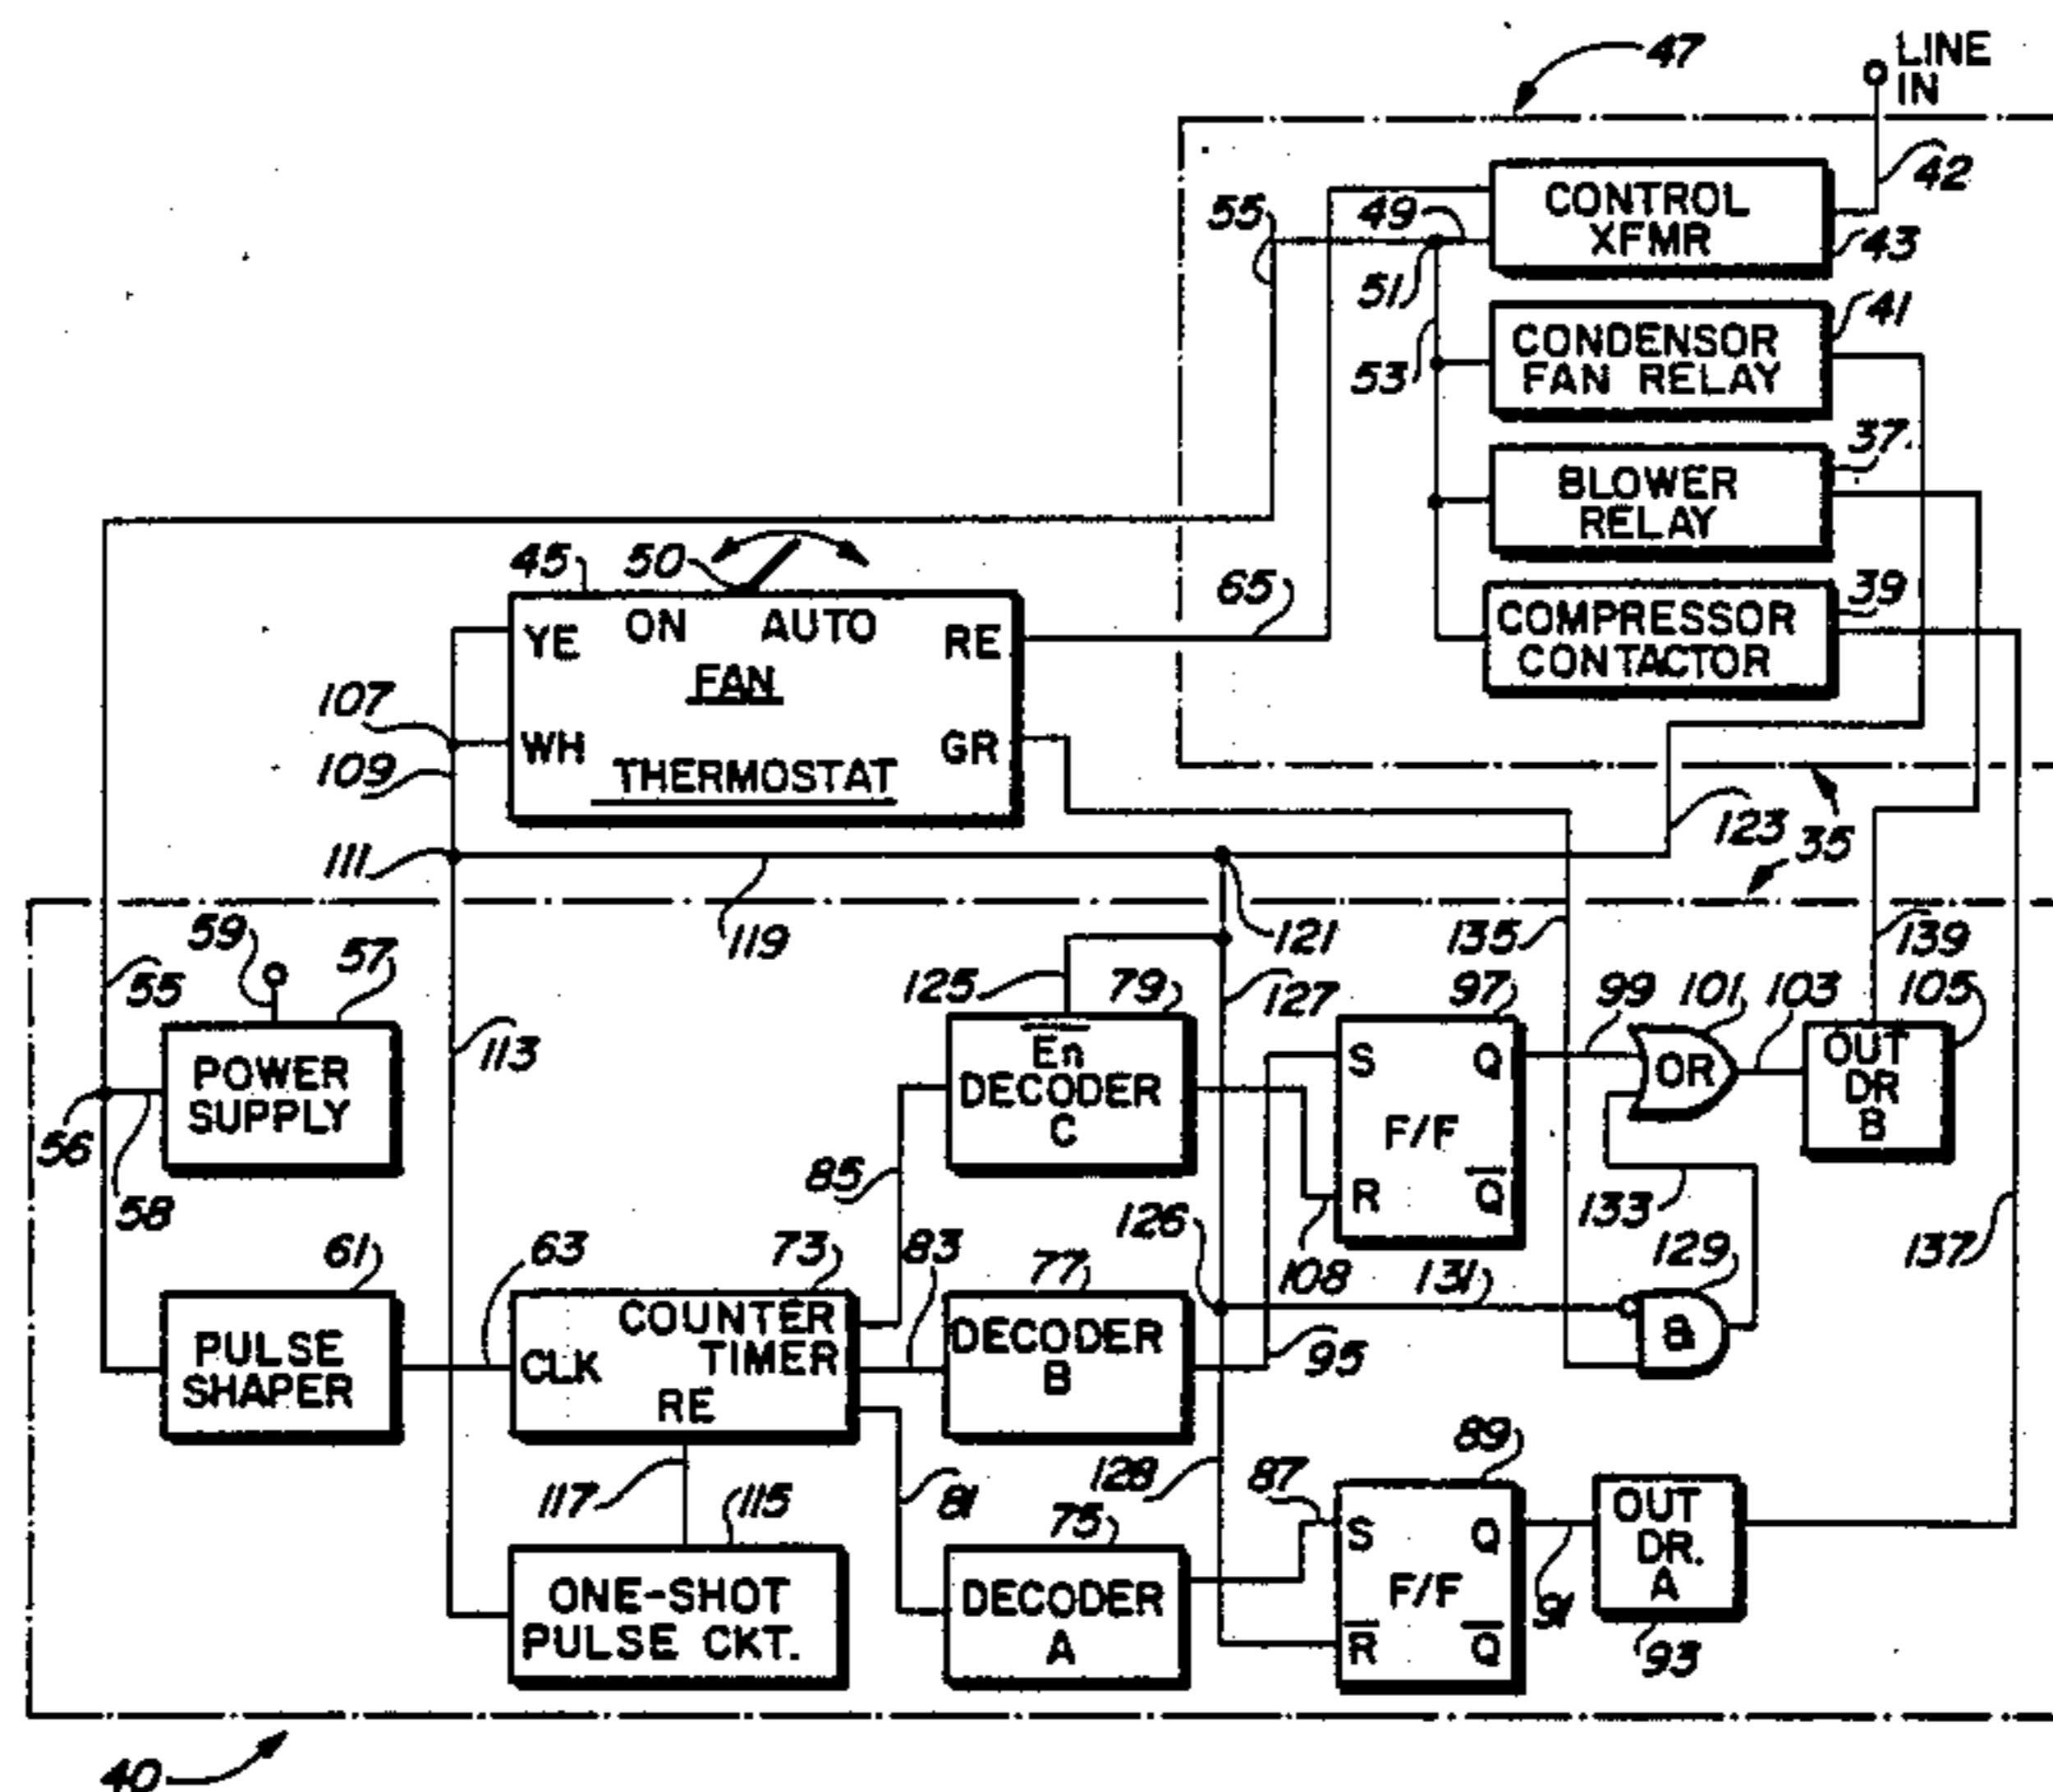 47
LINE
IN
42
CONTROL
XFMR
43
55
49
51
41
CONDENSOR
FAN RELAY
53
37
BLOWER
RELAY
45
50
65
39
COMPRESSOR
CONTACTOR
YE
ON
AUTO
RE
FAN
107
WH
GR
109
THERMOSTAT
123
35
111
119
121
135
139
59
57
55
113
125
79
127
97
99
101
103
105
POWER
SUPPLY
En
DECODER
C
S
Q
F/F
R
Q
OR
OUT
DR
B
56
58
85
126
108
133
129
137
61
63
73
83
77
131
PULSE
SHAPER
CLK
COUNTER
TIMER
RE
DECODER
B
95
&
117
115
81
128
87
89
75
ONE-SHOT
PULSE CKT.
DECODER
A
S
Q
F/F
R
Q
91
OUT
DR.
A
93
40